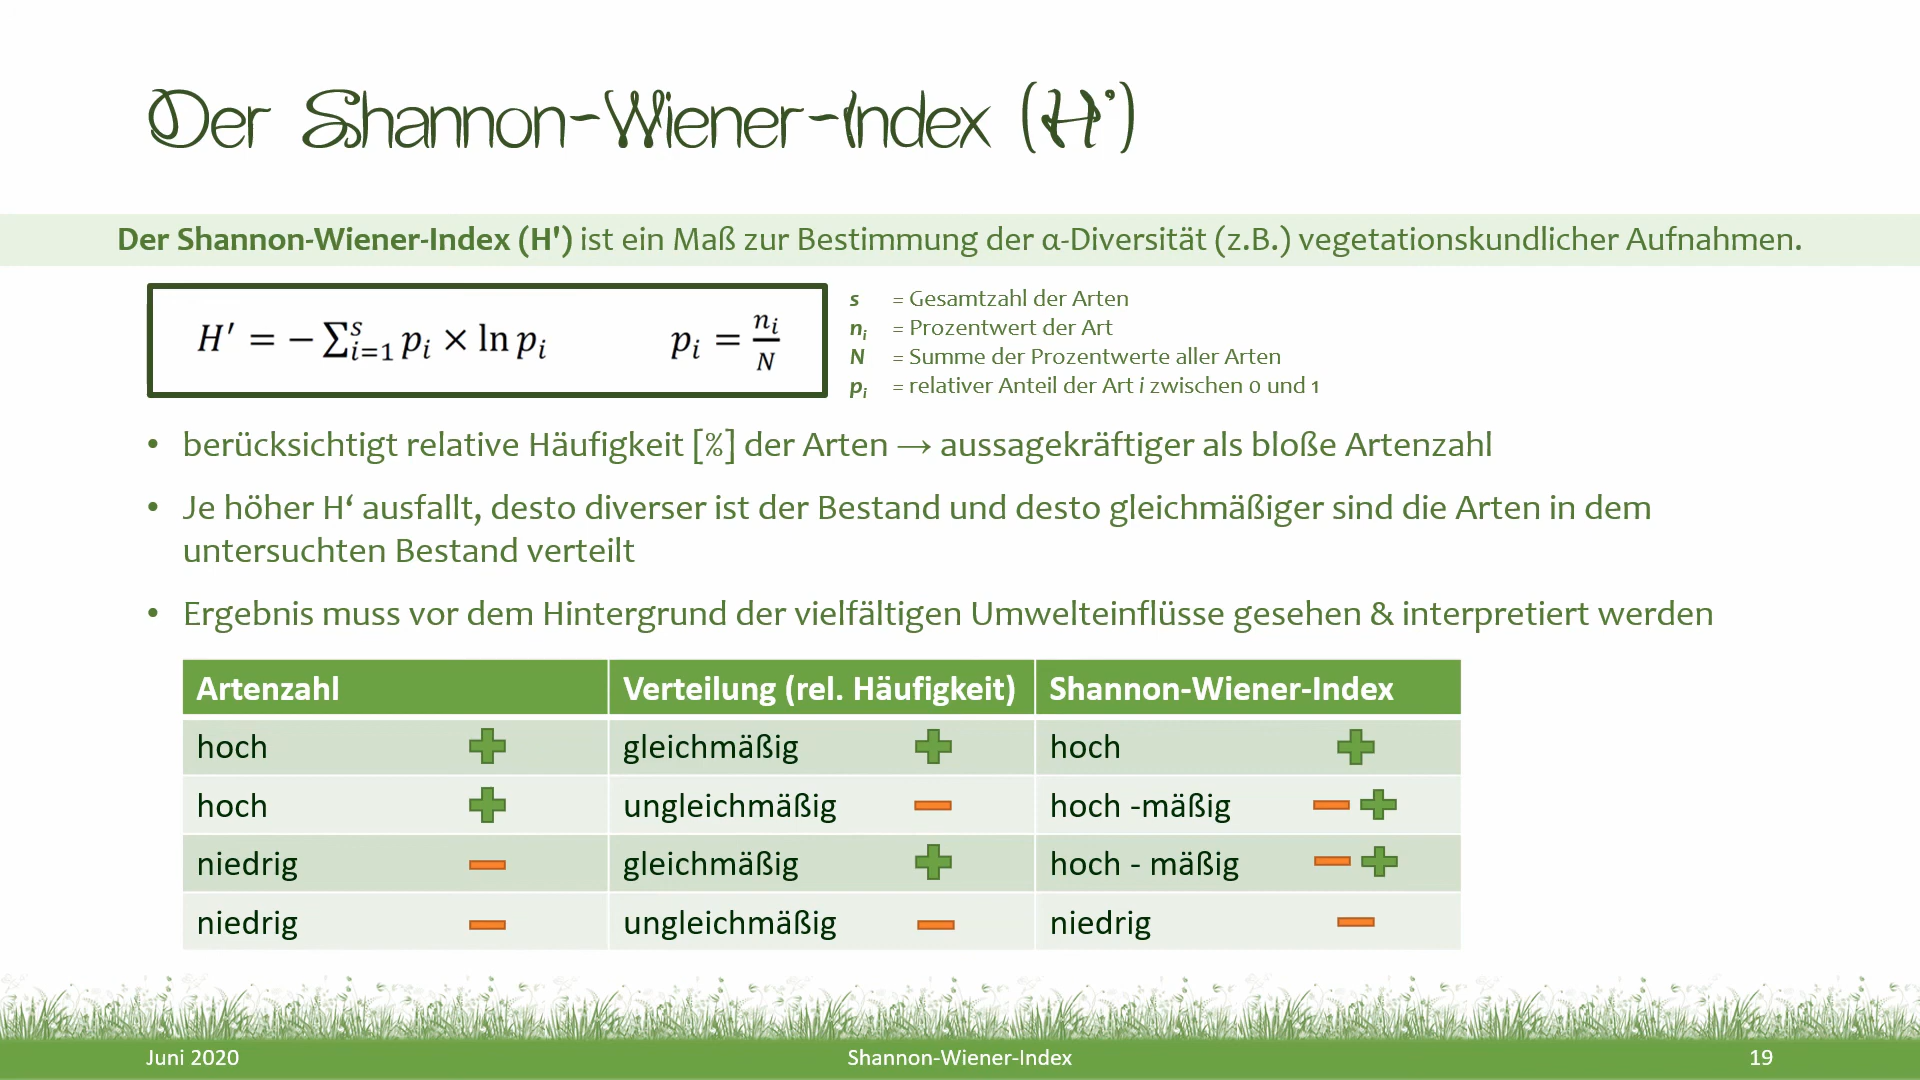 Der Shannon-Wiener-Index (H')
Der Shannon-Wiener-Index (H') ist ein Maß zur Bestimmung der α-Diversität (z.B.) vegetationskundlicher Aufnahmen.
H′ = − ∑ᵢ₌₁ˢ pᵢ × ln pᵢ  pᵢ = nᵢ/N
s = Gesamtzahl der Arten
nᵢ = Prozentwert der Art
N = Summe der Prozentwerte aller Arten
pᵢ = relativer Anteil der Art i zwischen 0 und 1
• berücksichtigt relative Häufigkeit [%] der Arten → aussagekräftiger als bloße Artenzahl
• Je höher H‘ ausfallt, desto diverser ist der Bestand und desto gleichmäßiger sind die Arten in dem
untersuchten Bestand verteilt
• Ergebnis muss vor dem Hintergrund der vielfältigen Umwelteinflüsse gesehen & interpretiert werden
Artenzahl Verteilung (rel. Häufigkeit) Shannon-Wiener-Index
hoch gleichmäßig hoch
hoch ungleichmäßig hoch -mäßig
niedrig gleichmäßig hoch - mäßig
niedrig ungleichmäßig niedrig
Juni 2020 Shannon-Wiener-Index 19